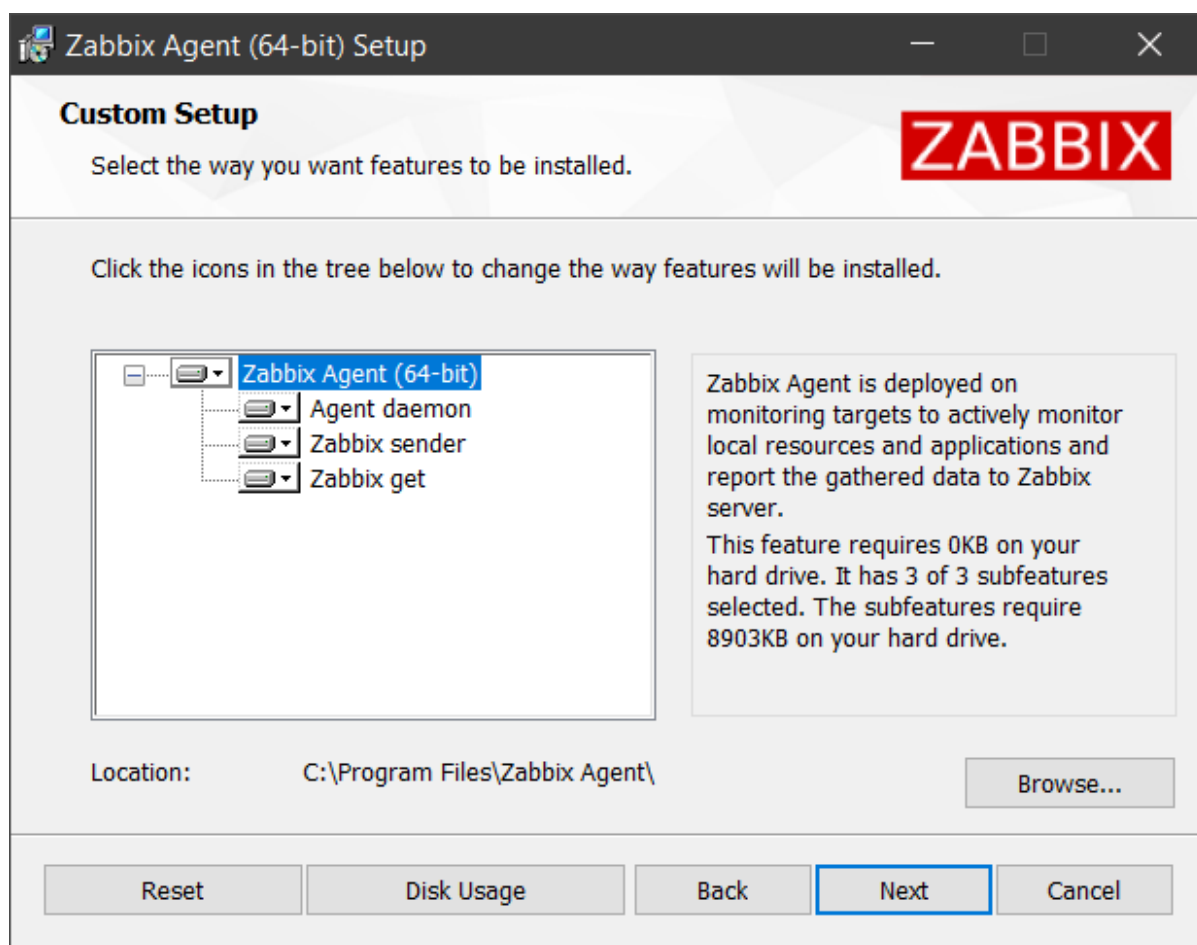 Zabbix Agent (64-bit) Setup
Custom Setup
Select the way you want features to be installed.
ZABBIX
Click the icons in the tree below to change the way features will be installed.
Zabbix Agent (64-bit)
Agent daemon
Zabbix sender
Zabbix get
Zabbix Agent is deployed on
monitoring targets to actively monitor
local resources and applications and
report the gathered data to Zabbix
server.
This feature requires 0KB on your
hard drive. It has 3 of 3 subfeatures
selected. The subfeatures require
8903KB on your hard drive.
Location: C:\Program Files\Zabbix Agent\
Browse...
Reset Disk Usage Back Next Cancel